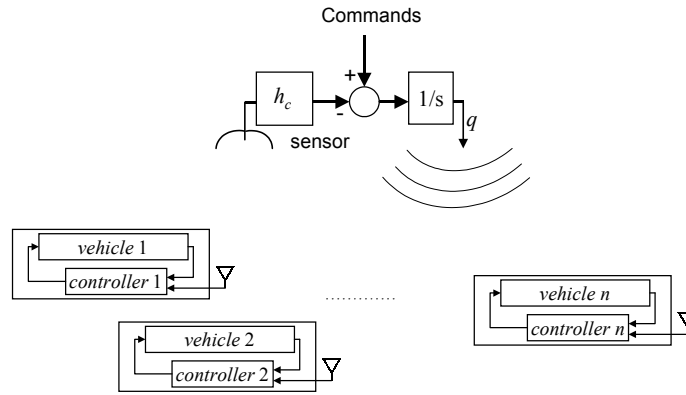 Commands
+
h_c
-
1/s
q
sensor
vehicle 1
controller 1
vehicle n
controller n
vehicle 2
controller 2